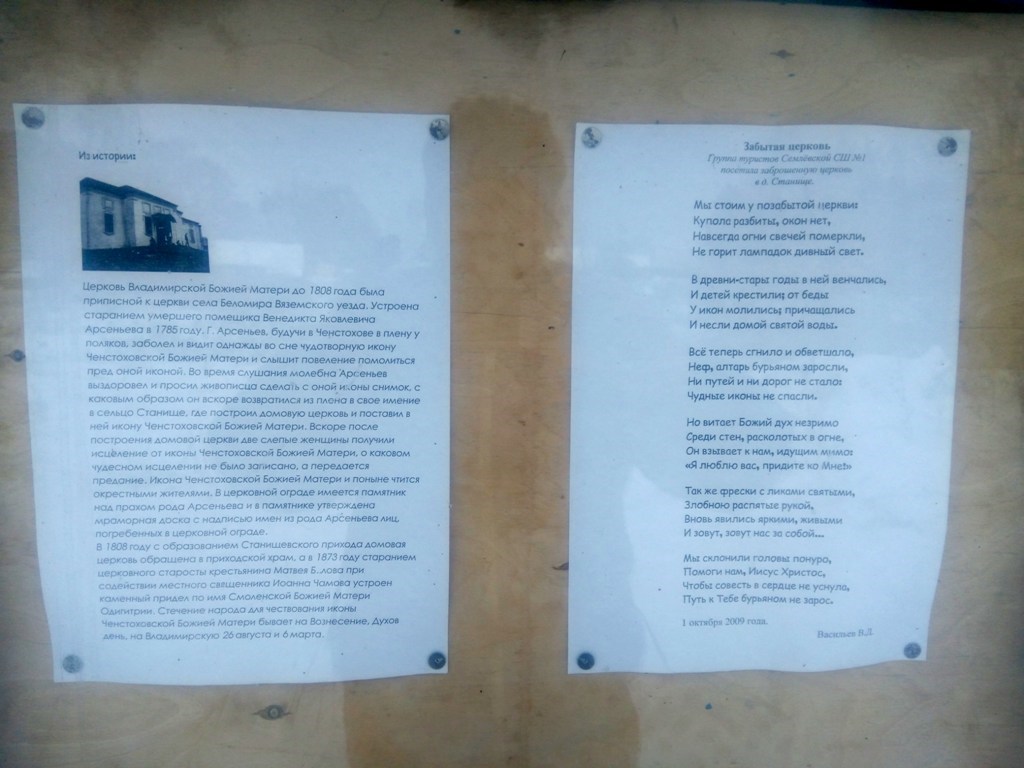 Из истории:
Церковь Владимирской Божией Матери до 1808 года была
приписной к церкви села Беломира Вяземского уезда. Устроена
старанием умершего помещика Венедикта Яковлевича
Арсеньева в 1785 году. Г. Арсеньев, будучи в Ченстохове в плену у
поляков, заболел и видит однажды во сне чудотворную икону
Ченстоховской Божией Матери и слышит повеление помолиться
пред оной иконой. Во время слушания молебна Арсеньев
выздоровел и просил живописца сделать с оной иконы снимок, с
каковым образом он вскоре возвратился из плена в свое имение
в сельцо Станище, где построил домовую церковь и поставил в
ней икону Ченстоховской Божией Матери. Вскоре после
построения домовой церкви две слепые женщины получили
исцеление от иконы Ченстоховской Божией Матери, о каковом
чудесном исцелении не было записано, а передается
предание. Икона Ченстоховской Божией Матери и поныне чтится
окрестными жителями. В церковной ограде имеется памятник
над прахом рода Арсеньева и в памятнике утверждена
мраморная доска с надписью имен из рода Арсеньева лиц,
погребенных в церковной ограде.
В 1808 году с образованием Станищевского прихода домовая
церковь обращена в приходской храм, а в 1873 году старанием
церковного старосты крестьянина Матвея при
содействии местного священника Иоанна Чамова устроен
каменный придел по имя Смоленской Божией Матери
Одигитрии. Стечение народа для чествования иконы
Ченстоховской Божией Матери бывает на Вознесение, Духов
день, на Владимирскую 26 августа и 6 марта.
Забытая церковь
Группа туристов Семлёвской СШ №1
посетила заброшенную церковь
в д. Станище.
Мы стоим у позабытой церкви:
Купола разбиты, окон нет,
Навсегда огни свечей померкли,
Не горит лампадок дивный свет.
В древни-стары годы в ней венчались,
И детей крестили; от беды
У икон молились; причащались
И несли домой святой воды.
Всё теперь сгнило и обветшало,
Неф, алтарь бурьяном заросли,
Ни путей и ни дорог не стало:
Чудные иконы не спасли.
Но витает Божий дух незримо
Среди стен, расколотых в огне,
Он взывает к нам, идущим мимо:
«Я люблю вас, придите ко Мне!»
Так же фрески с ликами святыми,
Злобною распятые рукой,
Вновь явились яркими, живыми
И зовут, зовут нас за собой...
Мы склонили головы понуро,
Помоги нам, Иисус Христос,
Чтобы совесть в сердце не уснула,
Путь к Тебе бурьяном не зарос.
1 октября 2009 года.
Васильев В.Д.